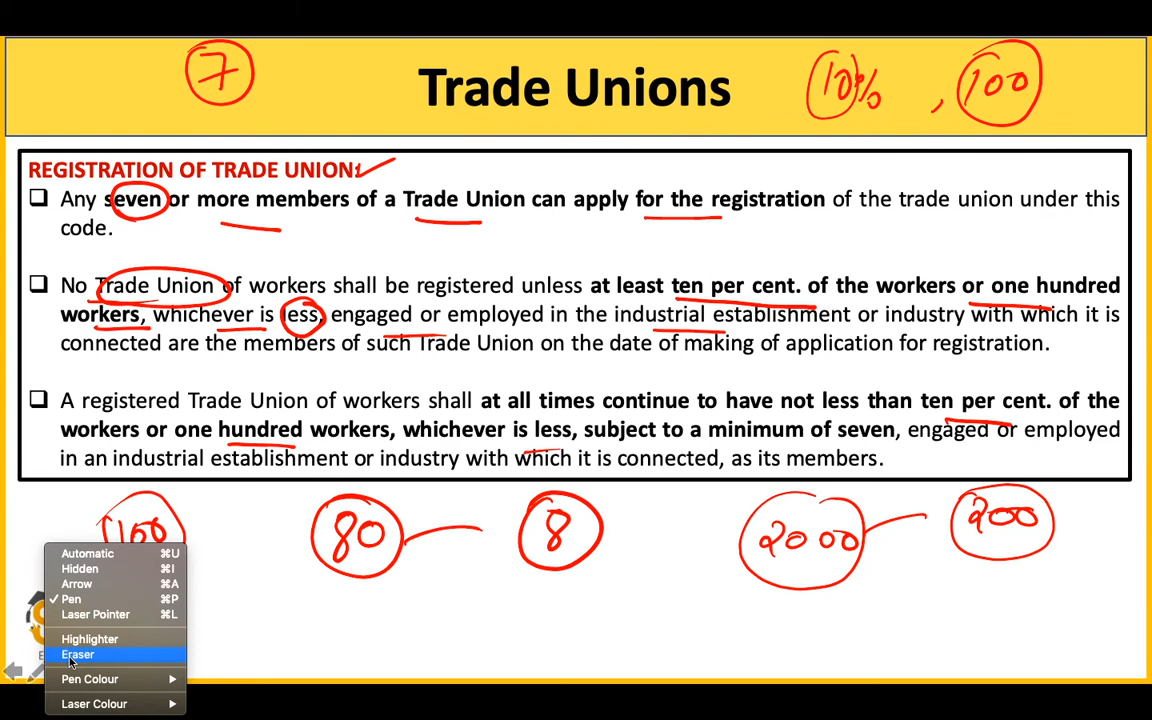 7
Trade Unions
10% , 100
REGISTRATION OF TRADE UNION:
❑ Any seven or more members of a Trade Union can apply for the registration of the trade union under this
code.
❑ No Trade Union of workers shall be registered unless at least ten per cent. of the workers or one hundred
workers, whichever is less, engaged or employed in the industrial establishment or industry with which it is
connected are the members of such Trade Union on the date of making of application for registration.
❑ A registered Trade Union of workers shall at all times continue to have not less than ten per cent. of the
workers or one hundred workers, whichever is less, subject to a minimum of seven, engaged or employed
in an industrial establishment or industry with which it is connected, as its members.
100 80 8 2000 200
Automatic ⌘U
Hidden ⌘I
Arrow ⌘A
✓ Pen ⌘P
Laser Pointer ⌘L
Highlighter
Eraser
Pen Colour
Laser Colour